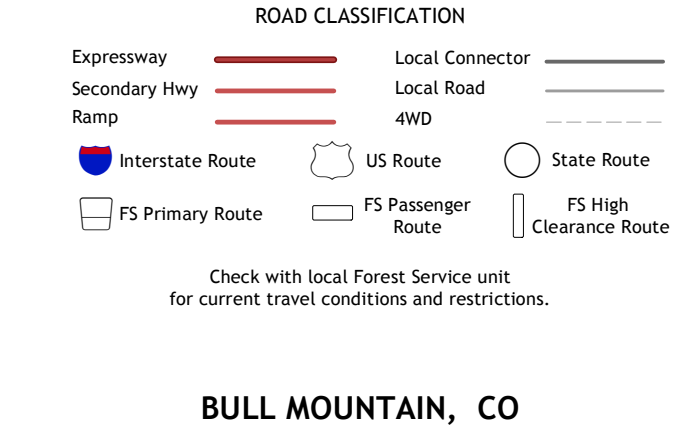 ROAD CLASSIFICATION
Expressway
Local Connector
Secondary Hwy
Local Road
Ramp
4WD
Interstate Route
US Route
State Route
FS Primary Route
FS Passenger
Route
FS High
Clearance Route
Check with local Forest Service unit
for current travel conditions and restrictions.
BULL MOUNTAIN, CO